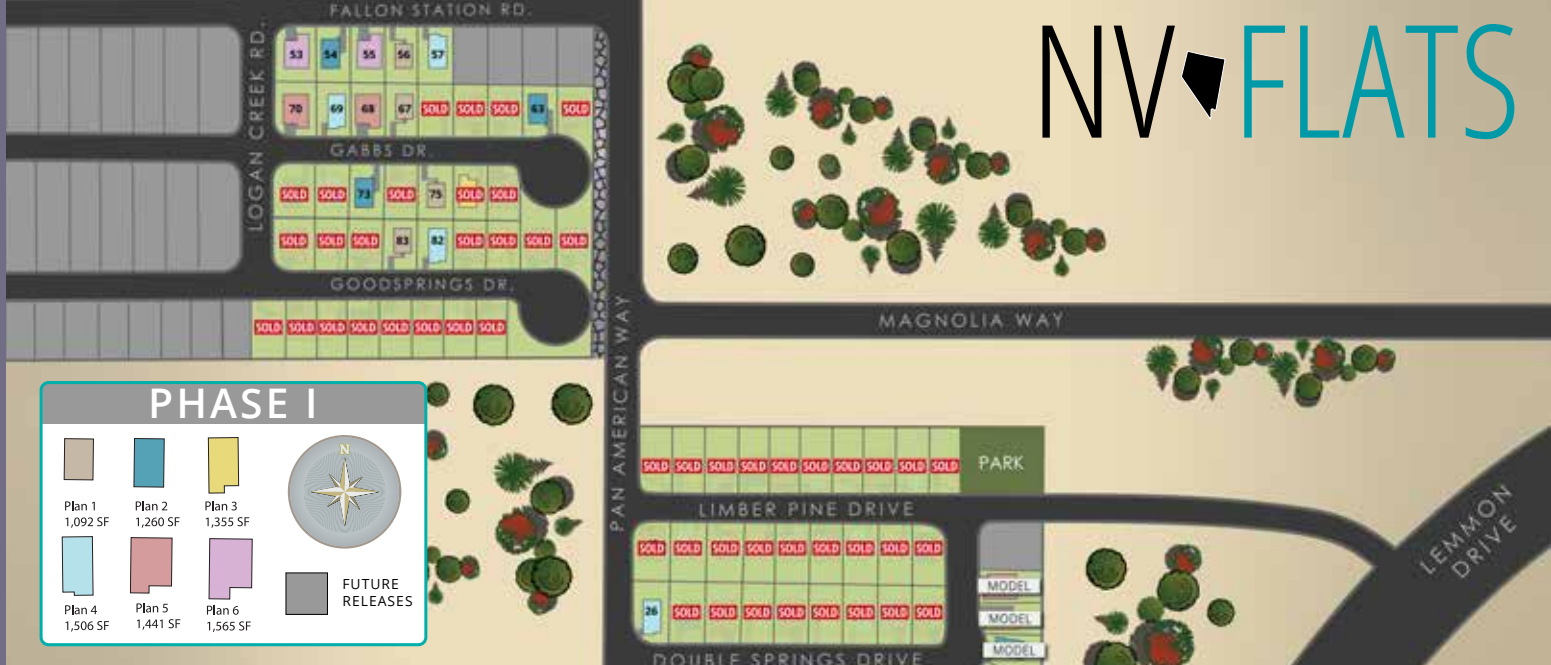 FALLON STATION RD.
NV FLATS
LOGAN CREEK RD.
53 54 55 56 57
70 69 68 67 SOLD SOLD SOLD 63 SOLD
GABBS DR.
SOLD SOLD 73 SOLD 75 SOLD SOLD
SOLD SOLD SOLD 83 82 SOLD SOLD SOLD SOLD
GOODSPRINGS DR.
SOLD SOLD SOLD SOLD SOLD SOLD SOLD SOLD
PAN AMERICAN WAY
MAGNOLIA WAY
PHASE I
N
Plan 1
1,092 SF
Plan 2
1,260 SF
Plan 3
1,355 SF
Plan 4
1,506 SF
Plan 5
1,441 SF
Plan 6
1,565 SF
FUTURE
RELEASES
SOLD SOLD SOLD SOLD SOLD SOLD SOLD SOLD SOLD SOLD
PARK
LIMBER PINE DRIVE
SOLD SOLD SOLD SOLD SOLD SOLD SOLD SOLD SOLD
26 SOLD SOLD SOLD SOLD SOLD SOLD SOLD SOLD
MODEL
MODEL
MODEL
LEMMON
DRIVE
DOUBLE SPRINGS DRIVE